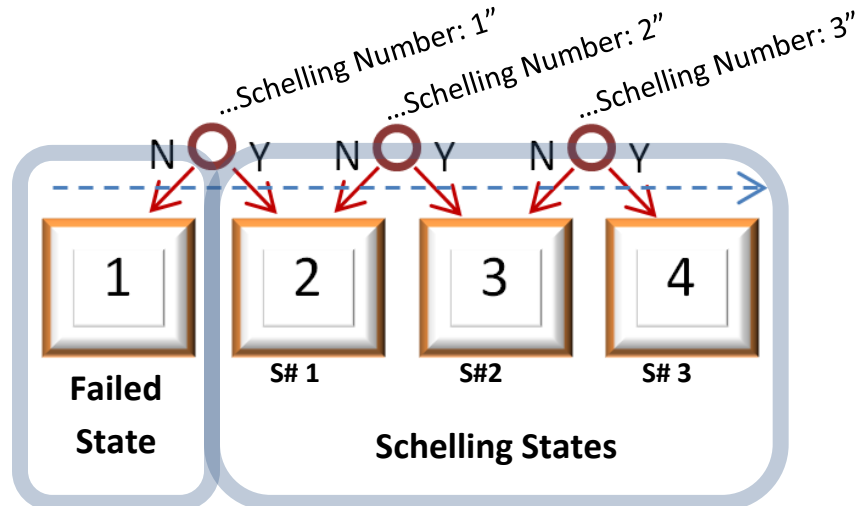 ...Schelling Number: 1”
...Schelling Number: 2”
...Schelling Number: 3”
N Y N Y N Y
1 2 3 4
S# 1 S#2 S# 3
Failed
State
Schelling States